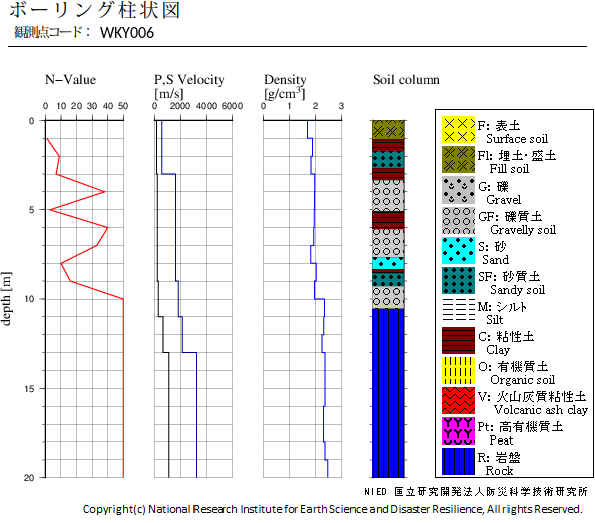 ボーリング柱状図
観測点コード： WKY006
N−Value
P,S Velocity
[m/s]
Density
[g/cm³]
Soil column
0 10 20 30 40 50
0 2000 4000 6000
0 1 2 3
depth [m]
0
5
10
15
20
F: 表土
Surface soil
Fl: 埋土・盛土
Fill soil
G: 礫
Gravel
GF: 礫質土
Gravelly soil
S: 砂
Sand
SF: 砂質土
Sandy soil
M: シルト
Silt
C: 粘性土
Clay
O: 有機質土
Organic soil
V: 火山灰質粘性土
Volcanic ash clay
Pt: 高有機質土
Peat
R: 岩盤
Rock
NIED 国立研究開発法人防災科学技術研究所
Copyright(c) National Research Institute for Earth Science and Disaster Resilience, All rights Reserved.